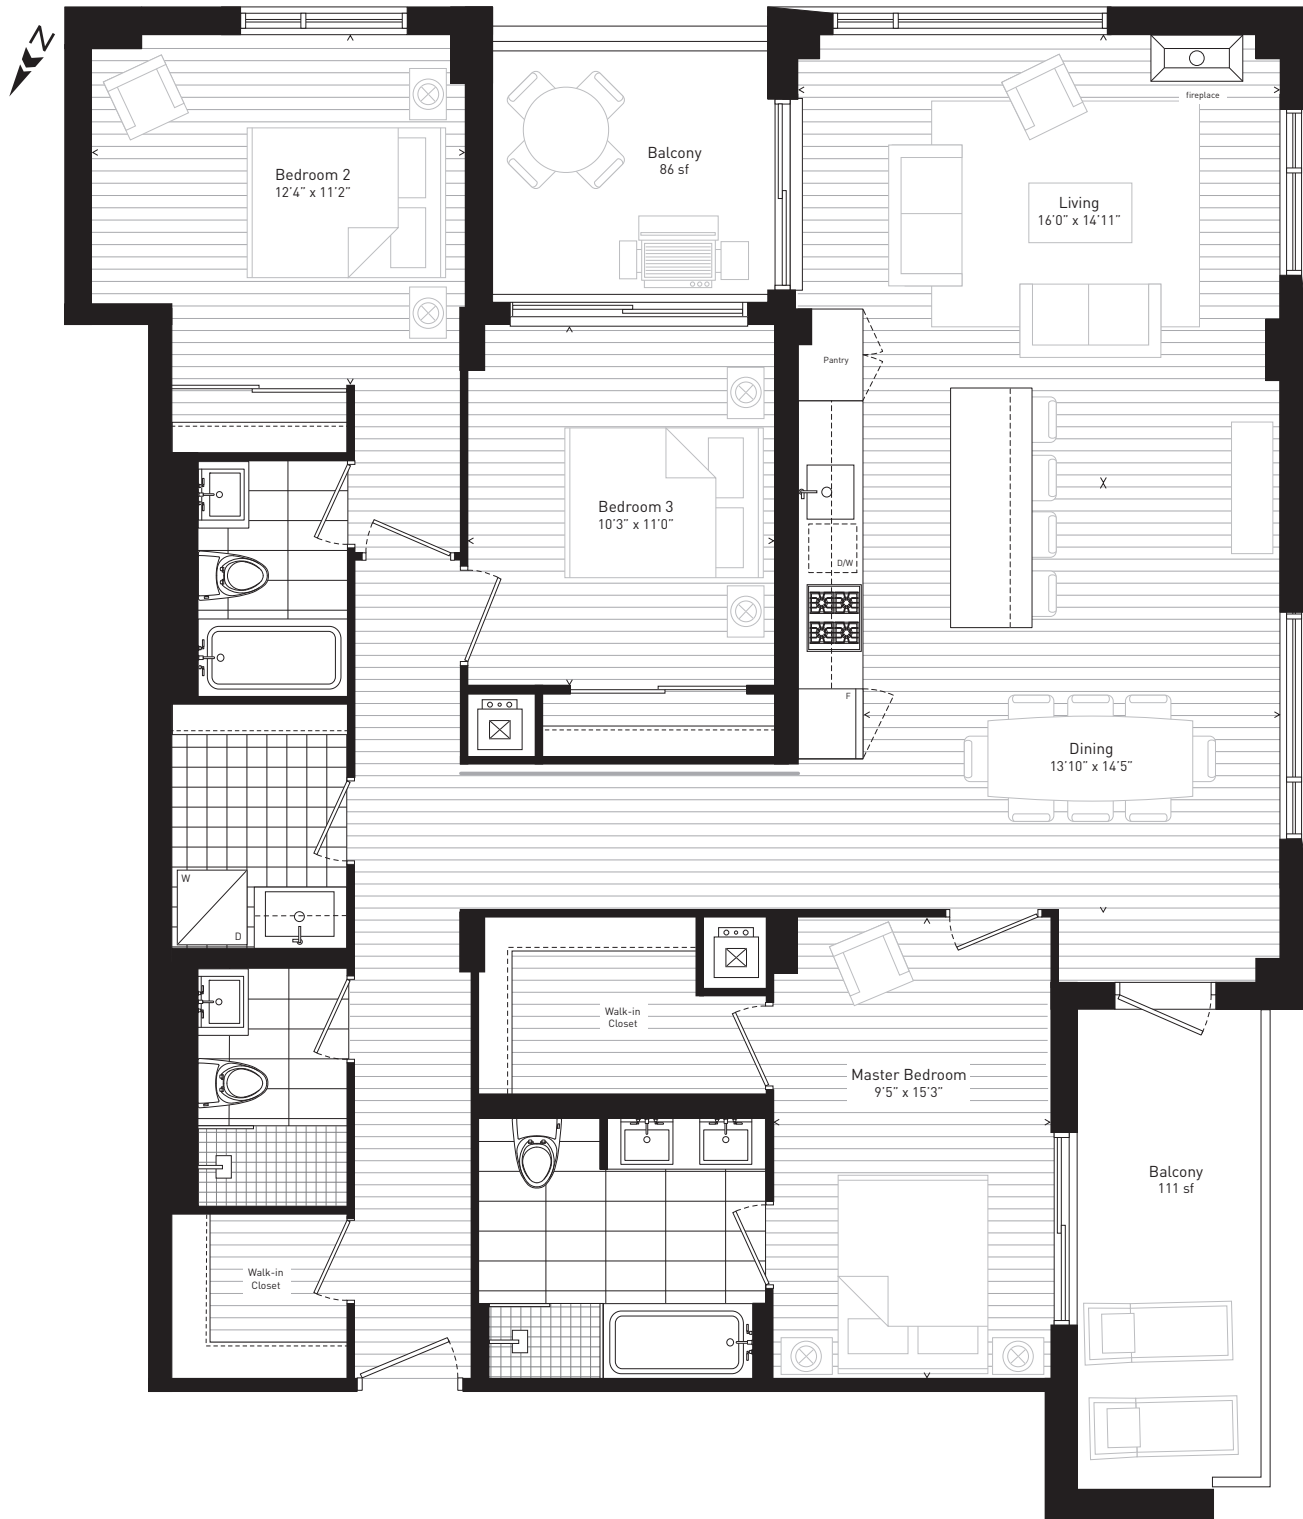 N
fireplace
Bedroom 2
12'4" x 11'2"
Balcony
86 sf
Living
16'0" x 14'11"
Pantry
Bedroom 3
10'3" x 11'0"
D/W
F
Dining
13'10" x 14'5"
W
D
Walk-in
Closet
Master Bedroom
9'5" x 15'3"
Balcony
111 sf
Walk-in
Closet